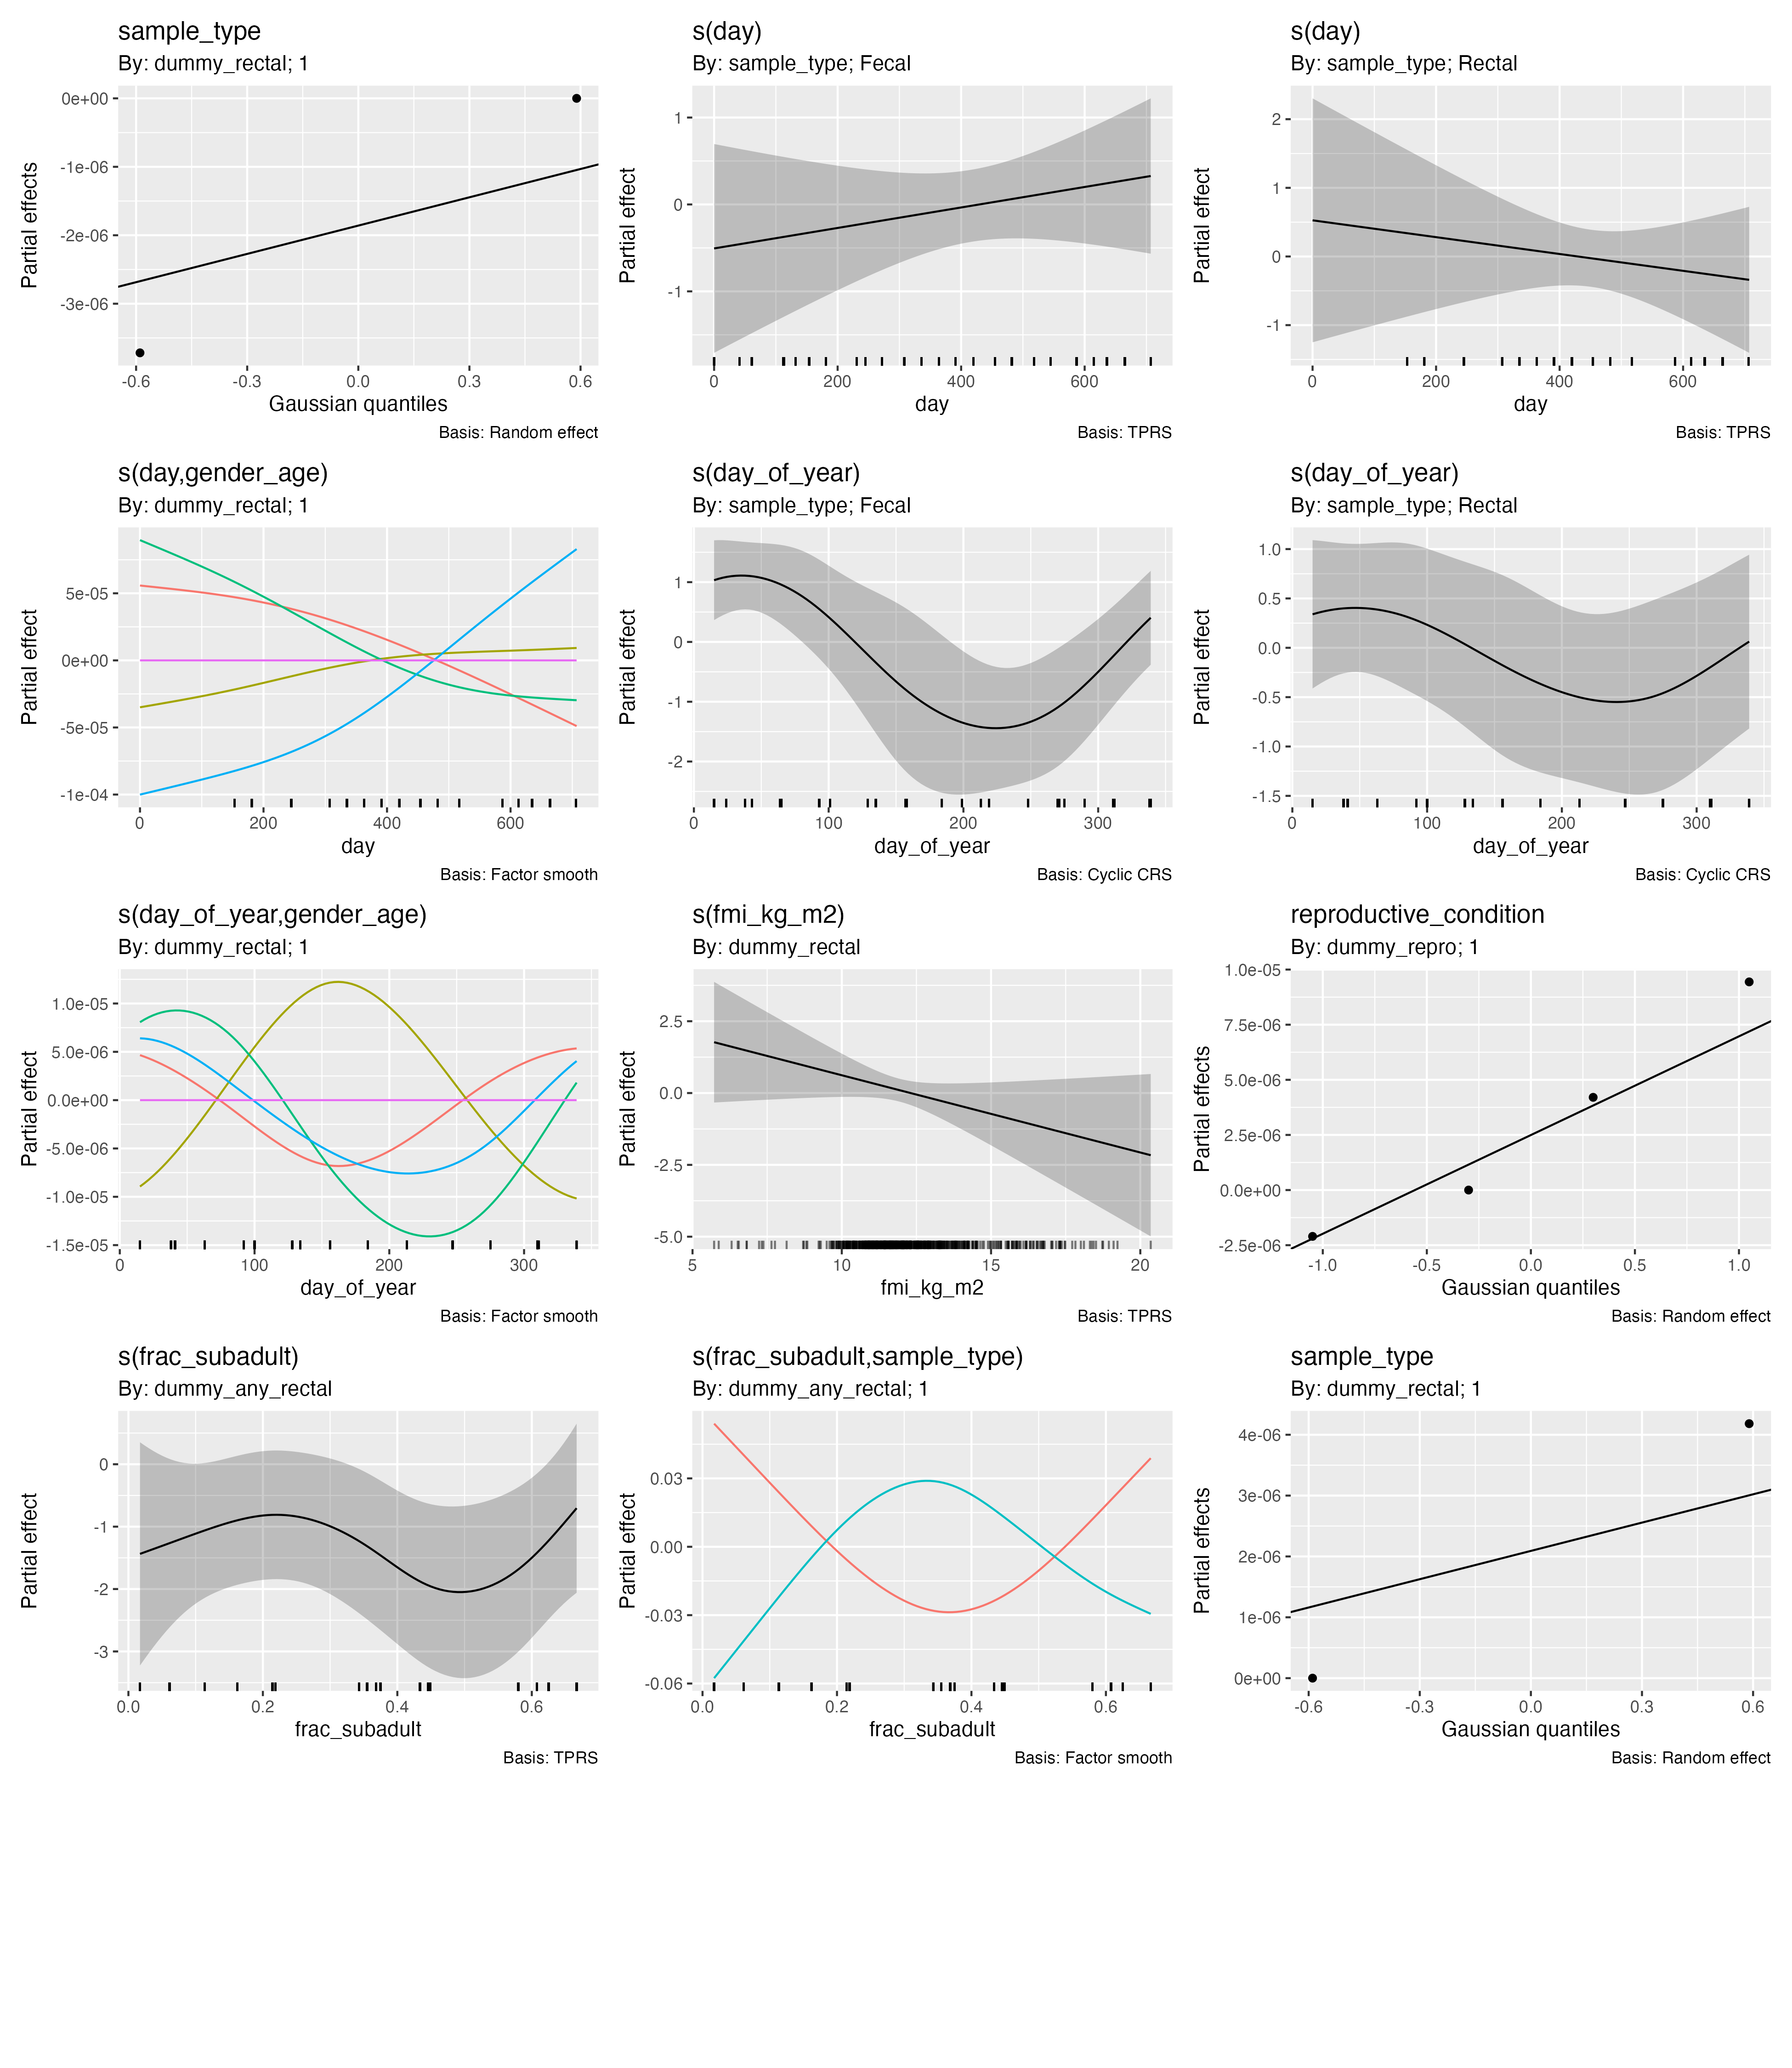 sample_type
By: dummy_rectal; 1
Partial effects
0e+00
-1e-06
-2e-06
-3e-06
-0.6 -0.3 0.0 0.3 0.6
Gaussian quantiles
Basis: Random effect
s(day)
By: sample_type; Fecal
Partial effect
1
0
-1
0 200 400 600
day
Basis: TPRS
s(day)
By: sample_type; Rectal
Partial effect
2
1
0
-1
0 200 400 600
day
Basis: TPRS
s(day,gender_age)
By: dummy_rectal; 1
Partial effect
5e-05
0e+00
-5e-05
-1e-04
0 200 400 600
day
Basis: Factor smooth
s(day_of_year)
By: sample_type; Fecal
Partial effect
1
0
-1
-2
0 100 200 300
day_of_year
Basis: Cyclic CRS
s(day_of_year)
By: sample_type; Rectal
Partial effect
1.0
0.5
0.0
-0.5
-1.0
-1.5
0 100 200 300
day_of_year
Basis: Cyclic CRS
s(day_of_year,gender_age)
By: dummy_rectal; 1
Partial effect
1.0e-05
5.0e-06
0.0e+00
-5.0e-06
-1.0e-05
-1.5e-05
0 100 200 300
day_of_year
Basis: Factor smooth
s(fmi_kg_m2)
By: dummy_rectal
Partial effect
2.5
0.0
-2.5
-5.0
5 10 15 20
fmi_kg_m2
Basis: TPRS
reproductive_condition
By: dummy_repro; 1
Partial effects
1.0e-05
7.5e-06
5.0e-06
2.5e-06
0.0e+00
-2.5e-06
-1.0 -0.5 0.0 0.5 1.0
Gaussian quantiles
Basis: Random effect
s(frac_subadult)
By: dummy_any_rectal
Partial effect
0
-1
-2
-3
0.0 0.2 0.4 0.6
frac_subadult
Basis: TPRS
s(frac_subadult,sample_type)
By: dummy_any_rectal; 1
Partial effect
0.03
0.00
-0.03
-0.06
0.0 0.2 0.4 0.6
frac_subadult
Basis: Factor smooth
sample_type
By: dummy_rectal; 1
Partial effects
4e-06
3e-06
2e-06
1e-06
0e+00
-0.6 -0.3 0.0 0.3 0.6
Gaussian quantiles
Basis: Random effect